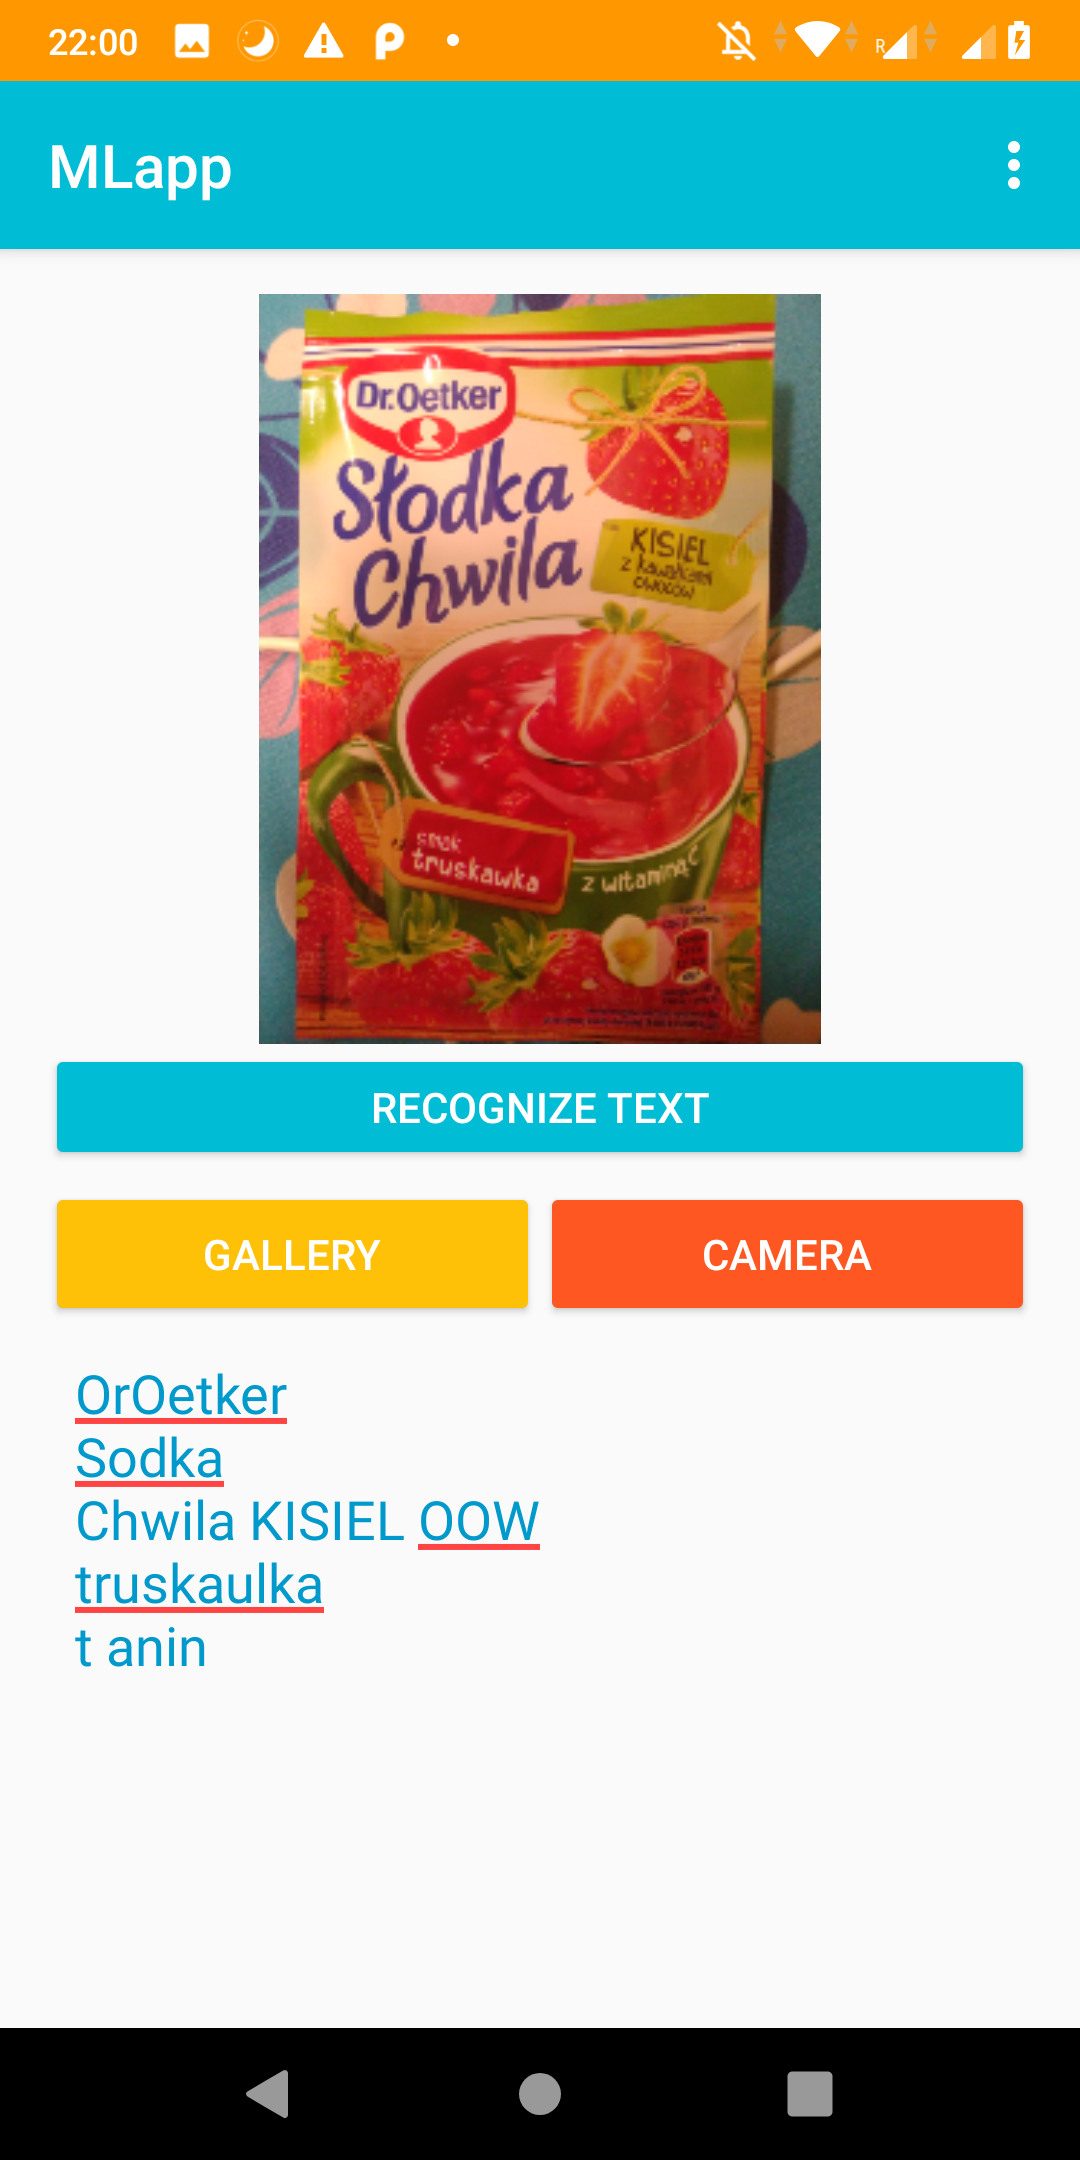 22:00
R
MLapp
Dr.Oetker
Słodka
Chwila
KISIEL
z kawałkami
owoców
smak
truskawka
z witaminą C
RECOGNIZE TEXT
GALLERY
CAMERA
OrOetker
Sodka
Chwila KISIEL OOW
truskaulka
t anin